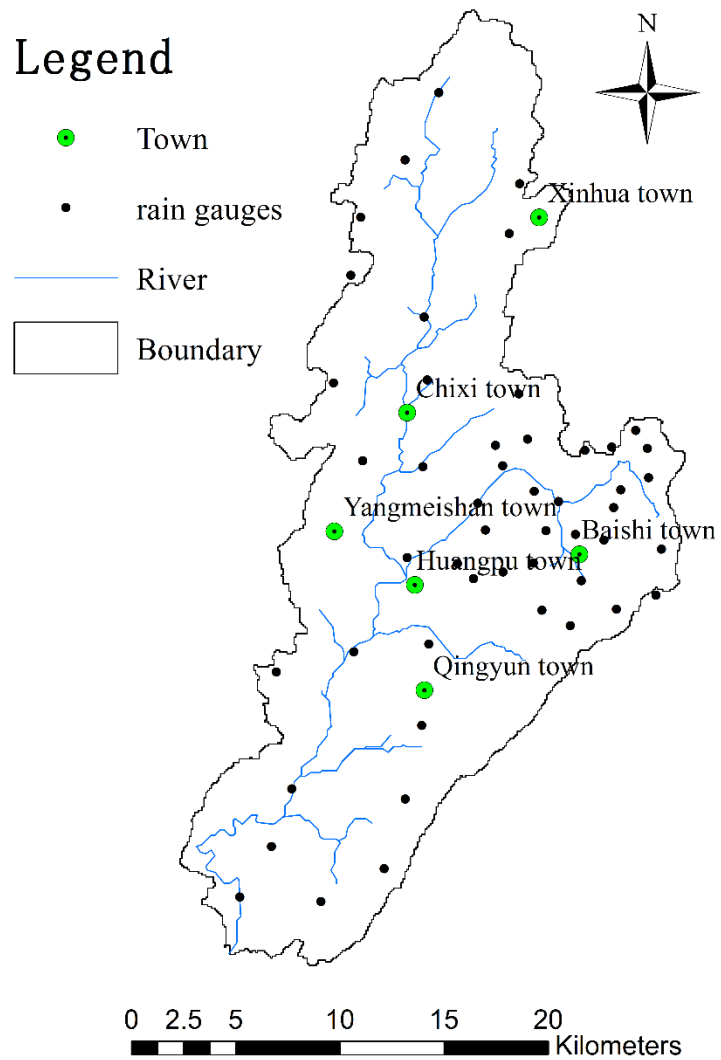 N
Legend
Town
rain gauges
River
Boundary
Xinhua town
Chixi town
Yangmeishan town
Baishi town
Huangpu town
Qingyun town
0 2.5 5 10 15 20
Kilometers